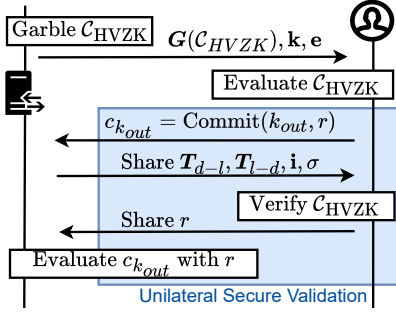 Garble 𝒞_HVZK
G(𝒞_HVZK), k, e
Evaluate 𝒞_HVZK
c_{k_out} = Commit(k_out, r)
Share T_{d−l}, T_{l−d}, i, σ
Verify 𝒞_HVZK
Share r
Evaluate c_{k_out} with r
Unilateral Secure Validation